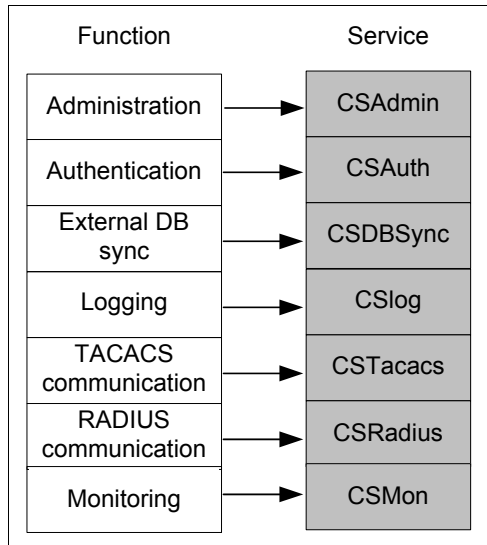 Function Service
Administration CSAdmin
Authentication CSAuth
External DB
sync CSDBSync
Logging CSlog
TACACS
communication CSTacacs
RADIUS
communication CSRadius
Monitoring CSMon